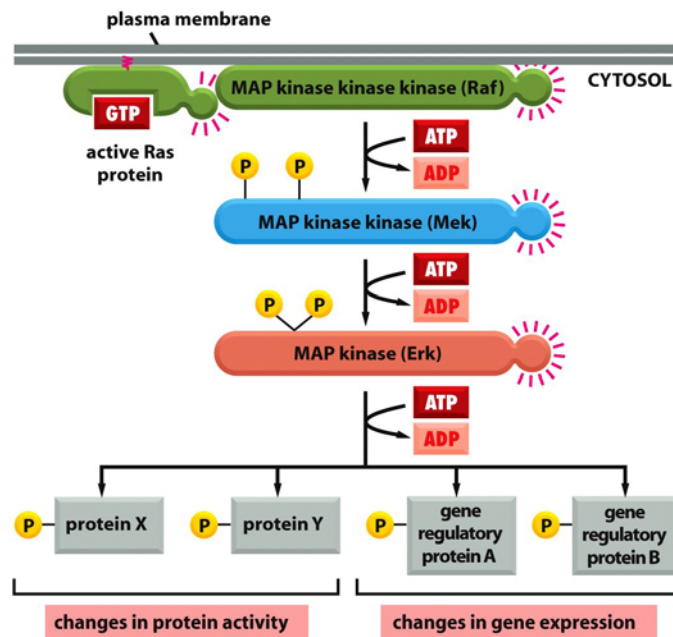 plasma membrane
CYTOSOL
MAP kinase kinase kinase (Raf)
GTP
active Ras
protein
ATP
ADP
P
P
MAP kinase kinase (Mek)
ATP
ADP
P
P
MAP kinase (Erk)
ATP
ADP
P
protein X
P
protein Y
P
gene
regulatory
protein A
P
gene
regulatory
protein B
changes in protein activity
changes in gene expression